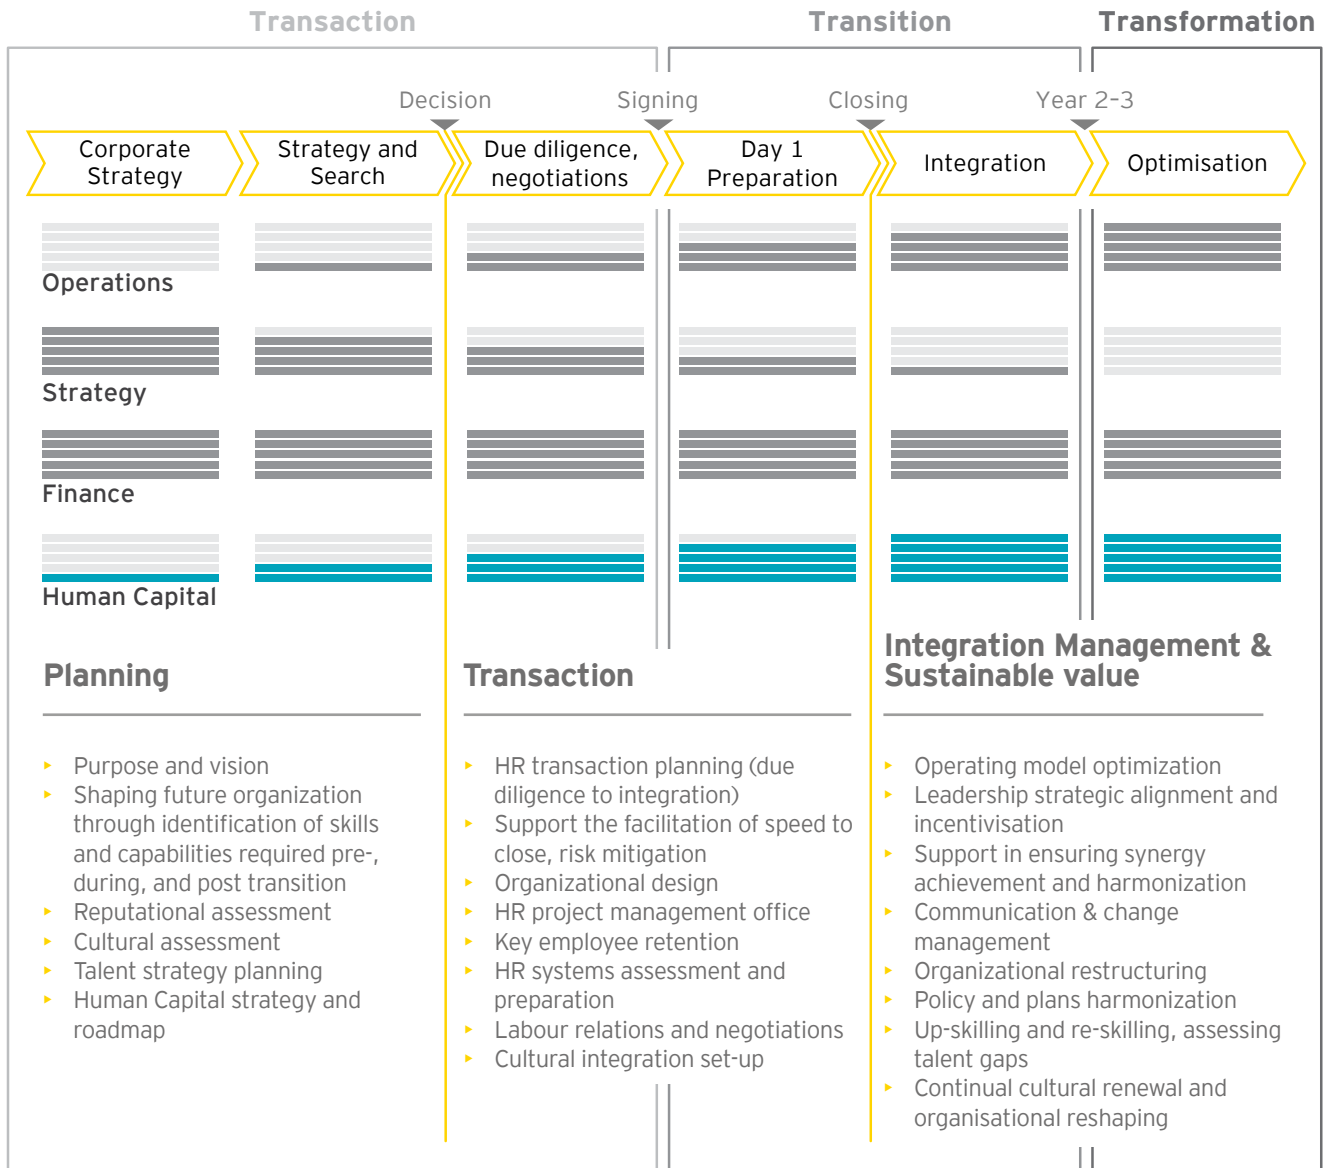 Transaction
Transition
Transformation
Decision
Signing
Closing
Year 2–3
Corporate
Strategy
Strategy and
Search
Due diligence,
negotiations
Day 1
Preparation
Integration
Optimisation
Operations
Strategy
Finance
Human Capital
Planning
Purpose and vision
Shaping future organization
through identification of skills
and capabilities required pre-,
during, and post transition
Reputational assessment
Cultural assessment
Talent strategy planning
Human Capital strategy and
roadmap
Transaction
HR transaction planning (due
diligence to integration)
Support the facilitation of speed to
close, risk mitigation
Organizational design
HR project management office
Key employee retention
HR systems assessment and
preparation
Labour relations and negotiations
Cultural integration set-up
Integration Management &
Sustainable value
Operating model optimization
Leadership strategic alignment and
incentivisation
Support in ensuring synergy
achievement and harmonization
Communication & change
management
Organizational restructuring
Policy and plans harmonization
Up-skilling and re-skilling, assessing
talent gaps
Continual cultural renewal and
organisational reshaping